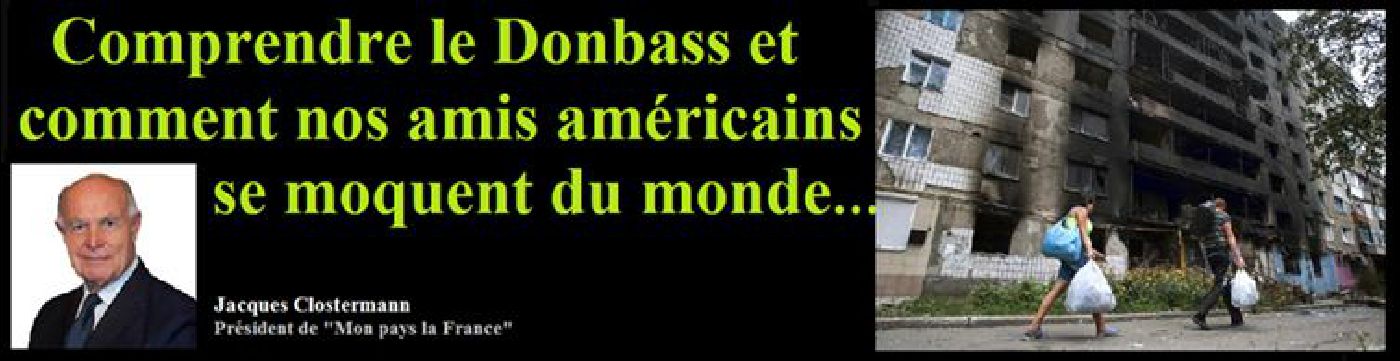 Comprendre le Donbass et
comment nos amis américains
se moquent du monde...
Jacques Clostermann
Président de "Mon pays la France"